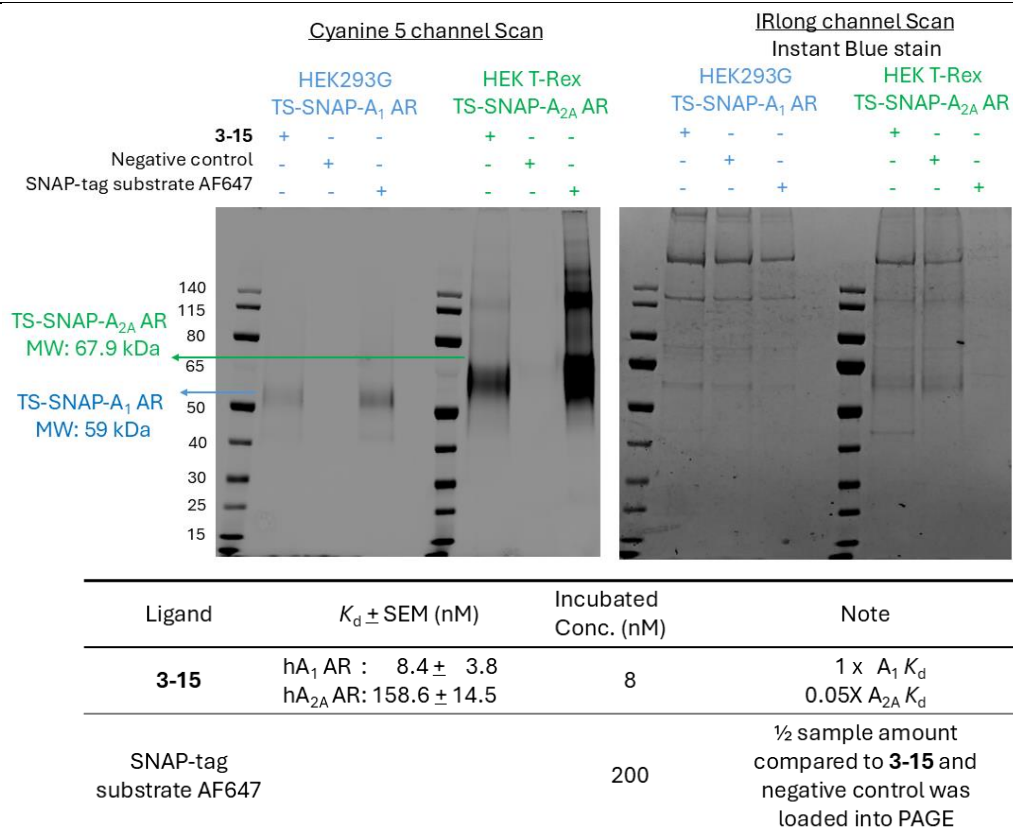 Cyanine 5 channel Scan
IRlong channel Scan
Instant Blue stain
HEK293G
TS-SNAP-A1 AR
HEK T-Rex
TS-SNAP-A2A AR
HEK293G
TS-SNAP-A1 AR
HEK T-Rex
TS-SNAP-A2A AR
3-15 + - - + - - + - - + - -
Negative control - + - - + - - + - - + -
SNAP-tag substrate AF647 - - + - - + - - + - - +
140
115
80
65
50
40
30
25
15
TS-SNAP-A2A AR
MW: 67.9 kDa
TS-SNAP-A1 AR
MW: 59 kDa
Ligand Kd ± SEM (nM) Incubated Conc. (nM) Note
3-15
hA1 AR : 8.4 ± 3.8
hA2A AR: 158.6 ± 14.5
8
1 x A1 Kd
0.05X A2A Kd
SNAP-tag
substrate AF647
200
½ sample amount
compared to 3-15 and
negative control was
loaded into PAGE